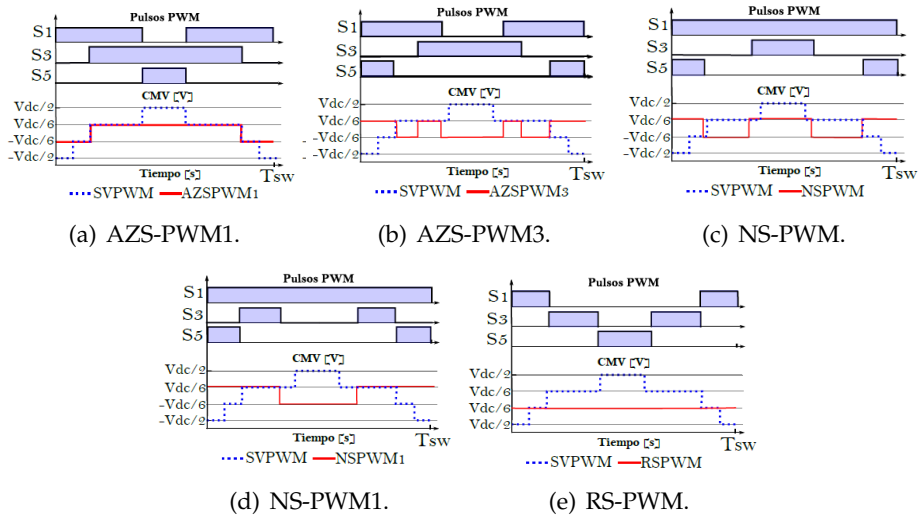 Pulsos PWM
S1
S3
S5
CMV [V]
Vdc/2
Vdc/6
-Vdc/6
-Vdc/2
Tiempo [s]
Tsw
SVPWM AZSPWM1
(a) AZS-PWM1.
Pulsos PWM
S1
S3
S5
CMV [V]
Vdc/2
Vdc/6
-Vdc/6
-Vdc/2
Tiempo [s]
Tsw
SVPWM AZSPWM3
(b) AZS-PWM3.
Pulsos PWM
S1
S3
S5
CMV [V]
Vdc/2
Vdc/6
-Vdc/6
-Vdc/2
Tiempo [s]
Tsw
SVPWM NSPWM
(c) NS-PWM.
Pulsos PWM
S1
S3
S5
CMV [V]
Vdc/2
Vdc/6
-Vdc/6
-Vdc/2
Tiempo [s]
Tsw
SVPWM NSPWM1
(d) NS-PWM1.
Pulsos PWM
S1
S3
S5
CMV [V]
Vdc/2
Vdc/6
Vdc/6
Vdc/2
Tiempo [s]
Tsw
SVPWM RSPWM
(e) RS-PWM.